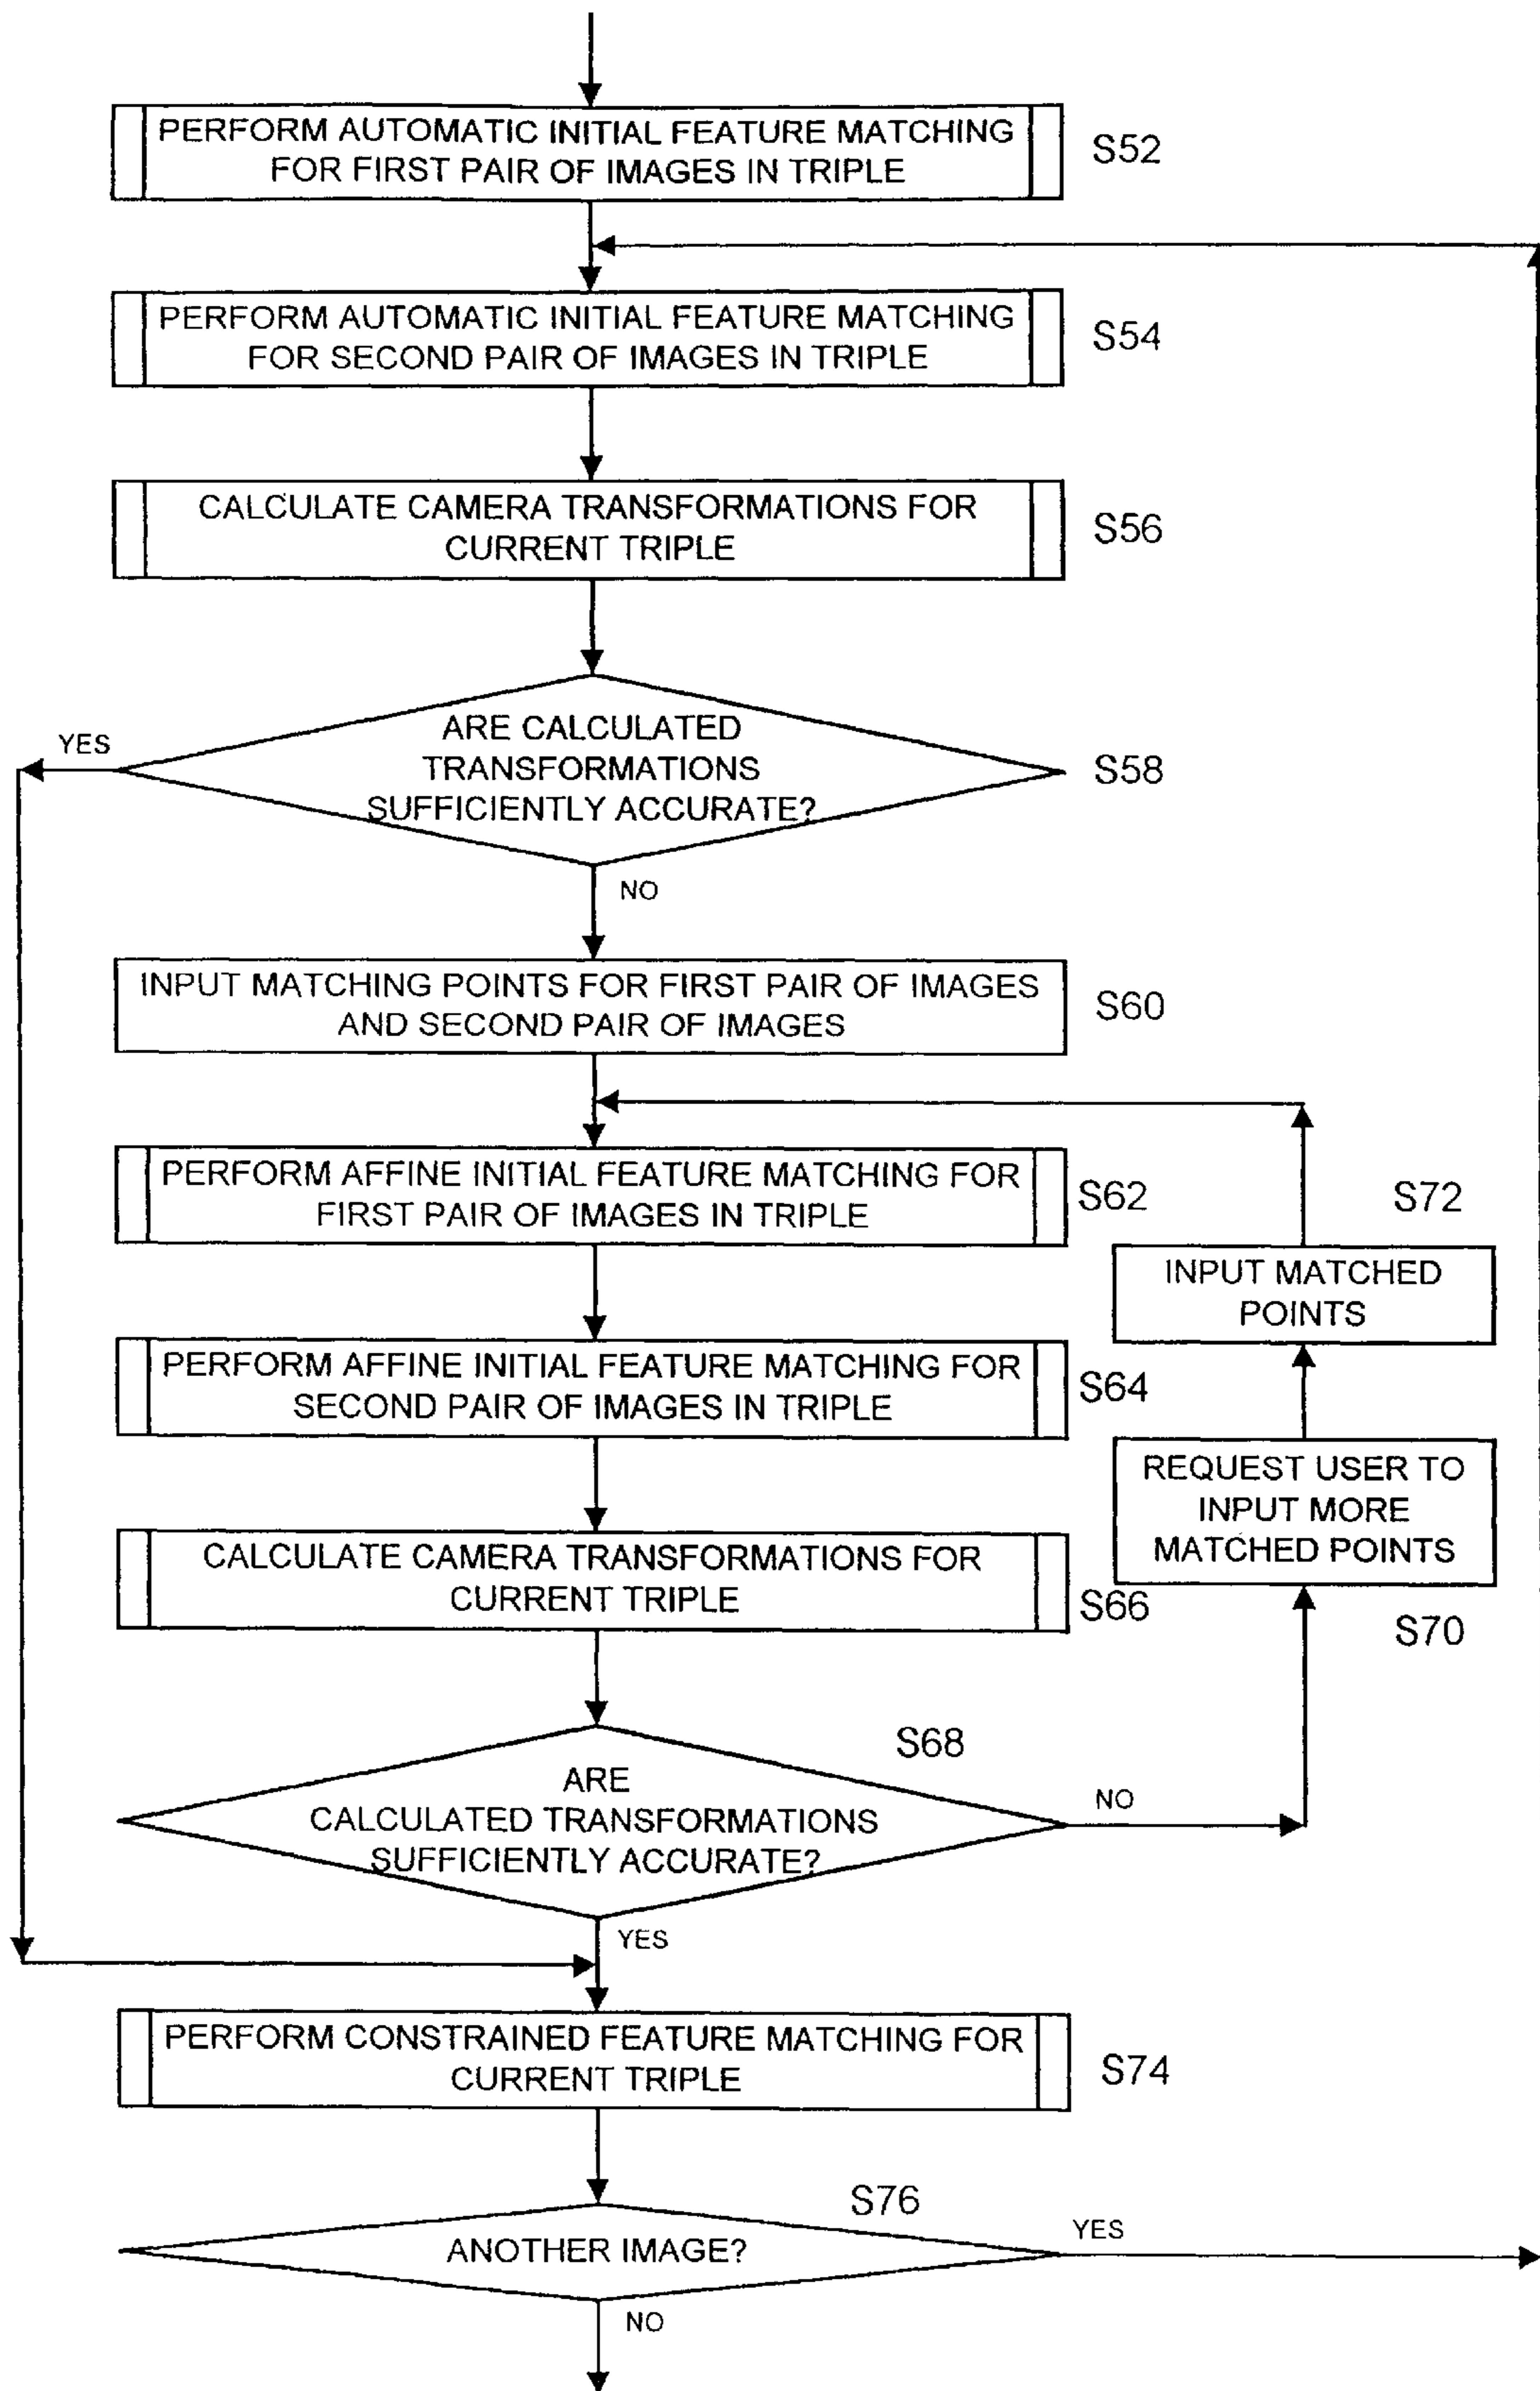 PERFORM AUTOMATIC INITIAL FEATURE MATCHING
FOR FIRST PAIR OF IMAGES IN TRIPLE
S52
PERFORM AUTOMATIC INITIAL FEATURE MATCHING
FOR SECOND PAIR OF IMAGES IN TRIPLE
S54
CALCULATE CAMERA TRANSFORMATIONS FOR
CURRENT TRIPLE
S56
YES
ARE CALCULATED
TRANSFORMATIONS
SUFFICIENTLY ACCURATE?
S58
NO
INPUT MATCHING POINTS FOR FIRST PAIR OF IMAGES
AND SECOND PAIR OF IMAGES
S60
PERFORM AFFINE INITIAL FEATURE MATCHING FOR
FIRST PAIR OF IMAGES IN TRIPLE
S62
S72
INPUT MATCHED
POINTS
PERFORM AFFINE INITIAL FEATURE MATCHING FOR
SECOND PAIR OF IMAGES IN TRIPLE
S64
REQUEST USER TO
INPUT MORE
MATCHED POINTS
CALCULATE CAMERA TRANSFORMATIONS FOR
CURRENT TRIPLE
S66
S70
S68
ARE
CALCULATED TRANSFORMATIONS
SUFFICIENTLY ACCURATE?
NO
YES
PERFORM CONSTRAINED FEATURE MATCHING FOR
CURRENT TRIPLE
S74
S76
ANOTHER IMAGE?
YES
NO